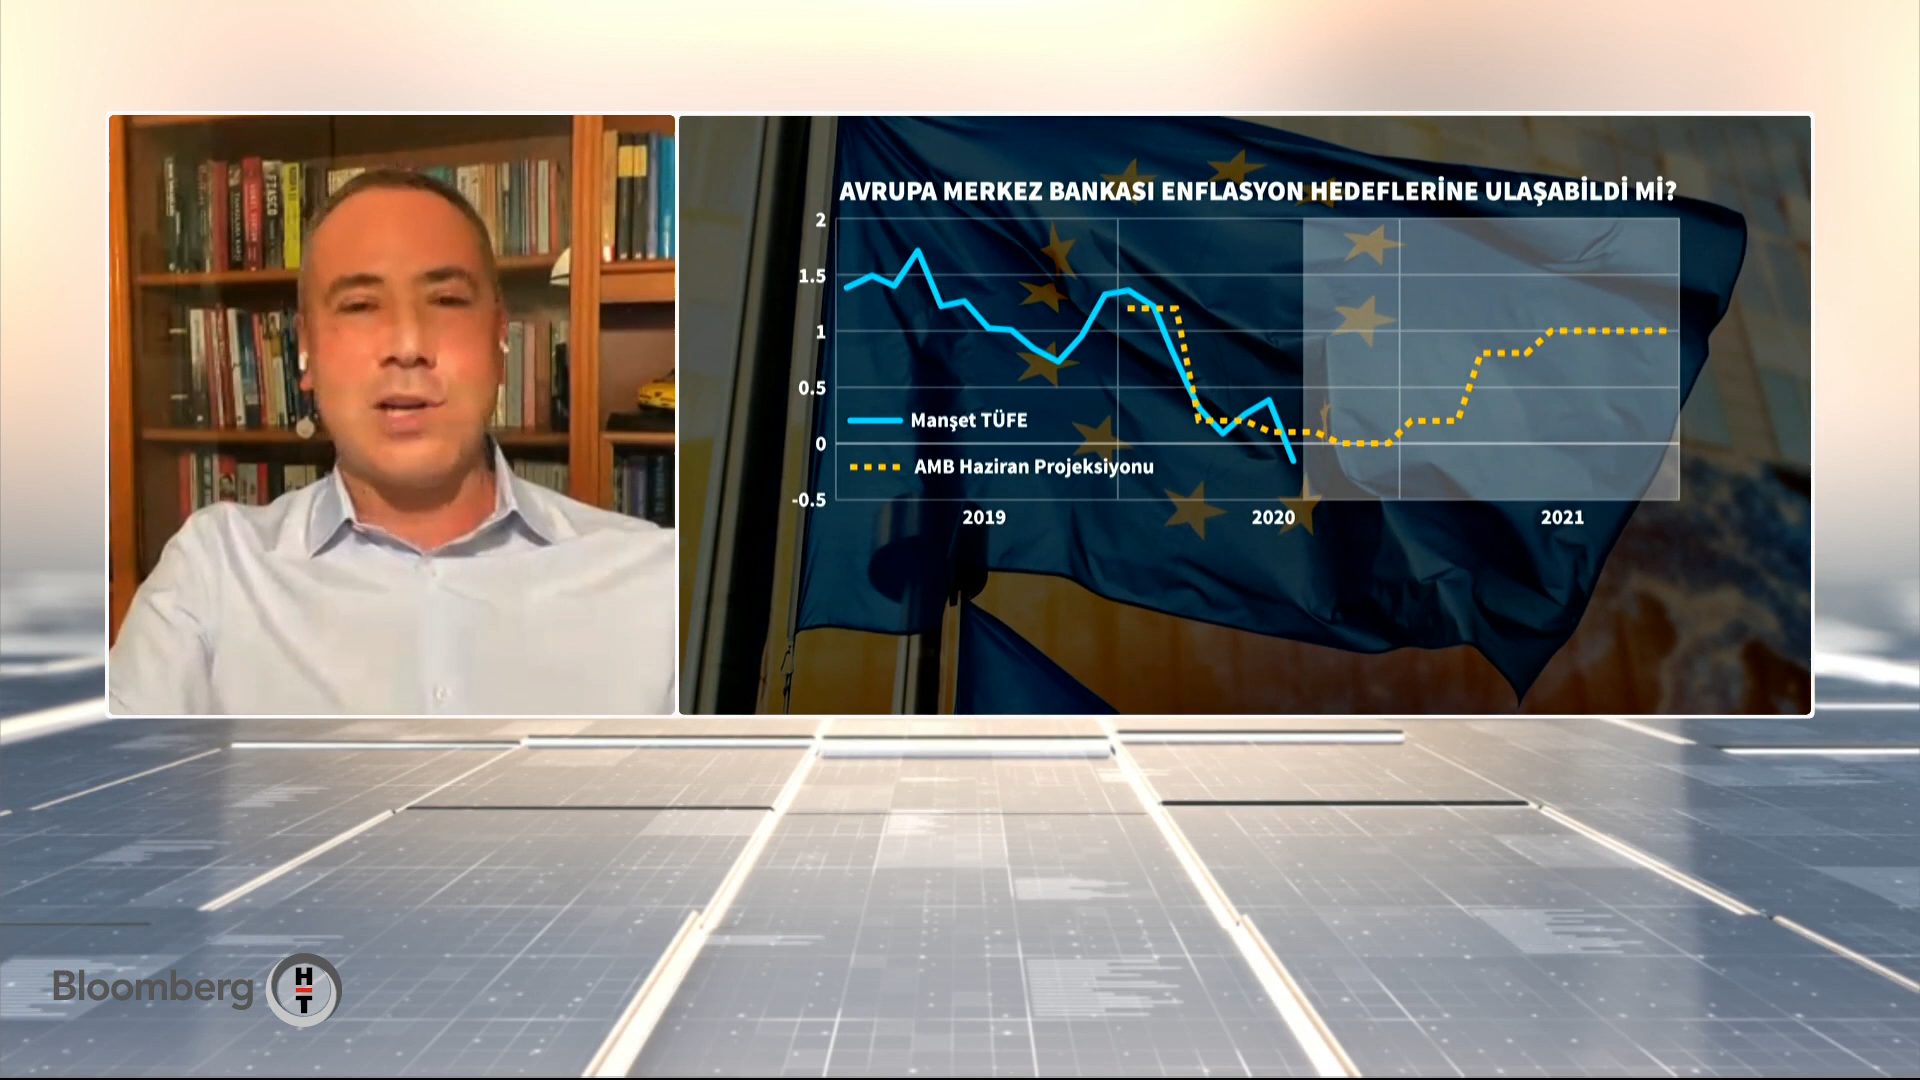 FIASCO
AVRUPA MERKEZ BANKASI ENFLASYON HEDEFLERİNE ULAŞABİLDİ Mİ?
2
1.5
1
0.5
0
-0.5
Manşet TÜFE
AMB Haziran Projeksiyonu
2019
2020
2021
Bloomberg HT